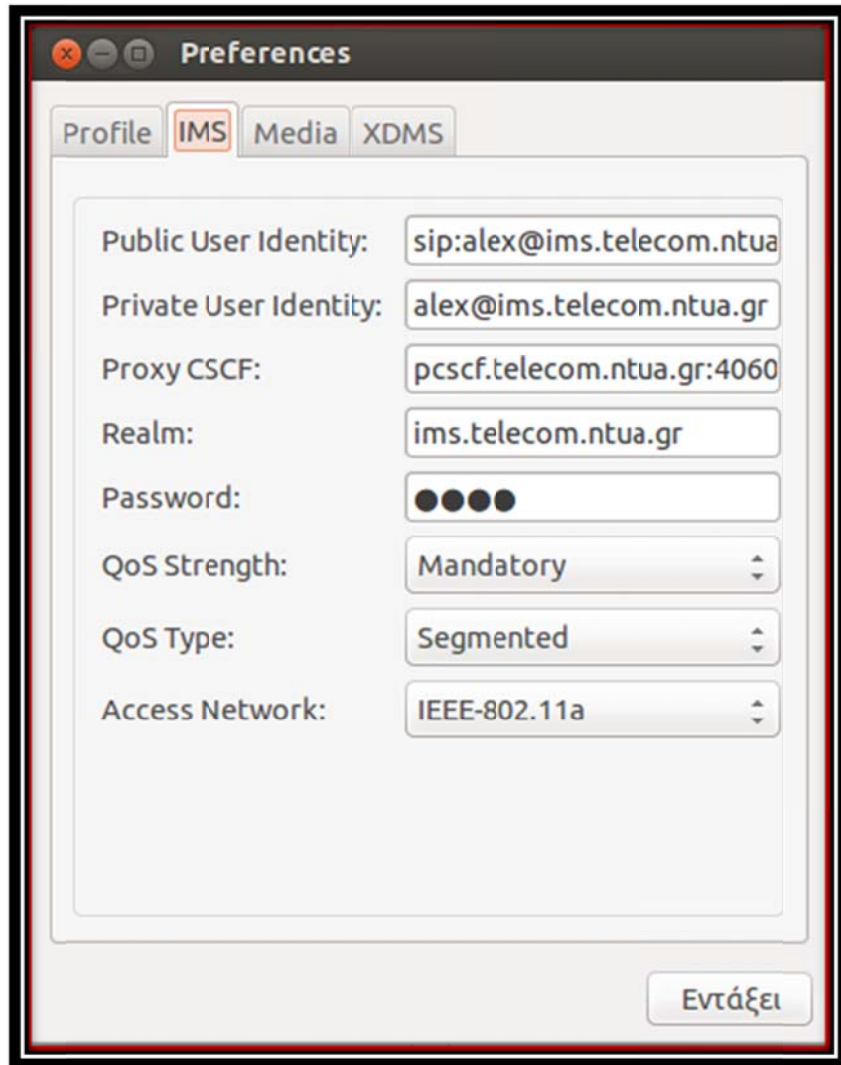 Preferences
Profile IMS Media XDMS
Public User Identity: sip:alex@ims.telecom.ntua
Private User Identity: alex@ims.telecom.ntua.gr
Proxy CSCF: pcscf.telecom.ntua.gr:4060
Realm: ims.telecom.ntua.gr
Password: ●●●●
QoS Strength: Mandatory
QoS Type: Segmented
Access Network: IEEE-802.11a
Εντάξει